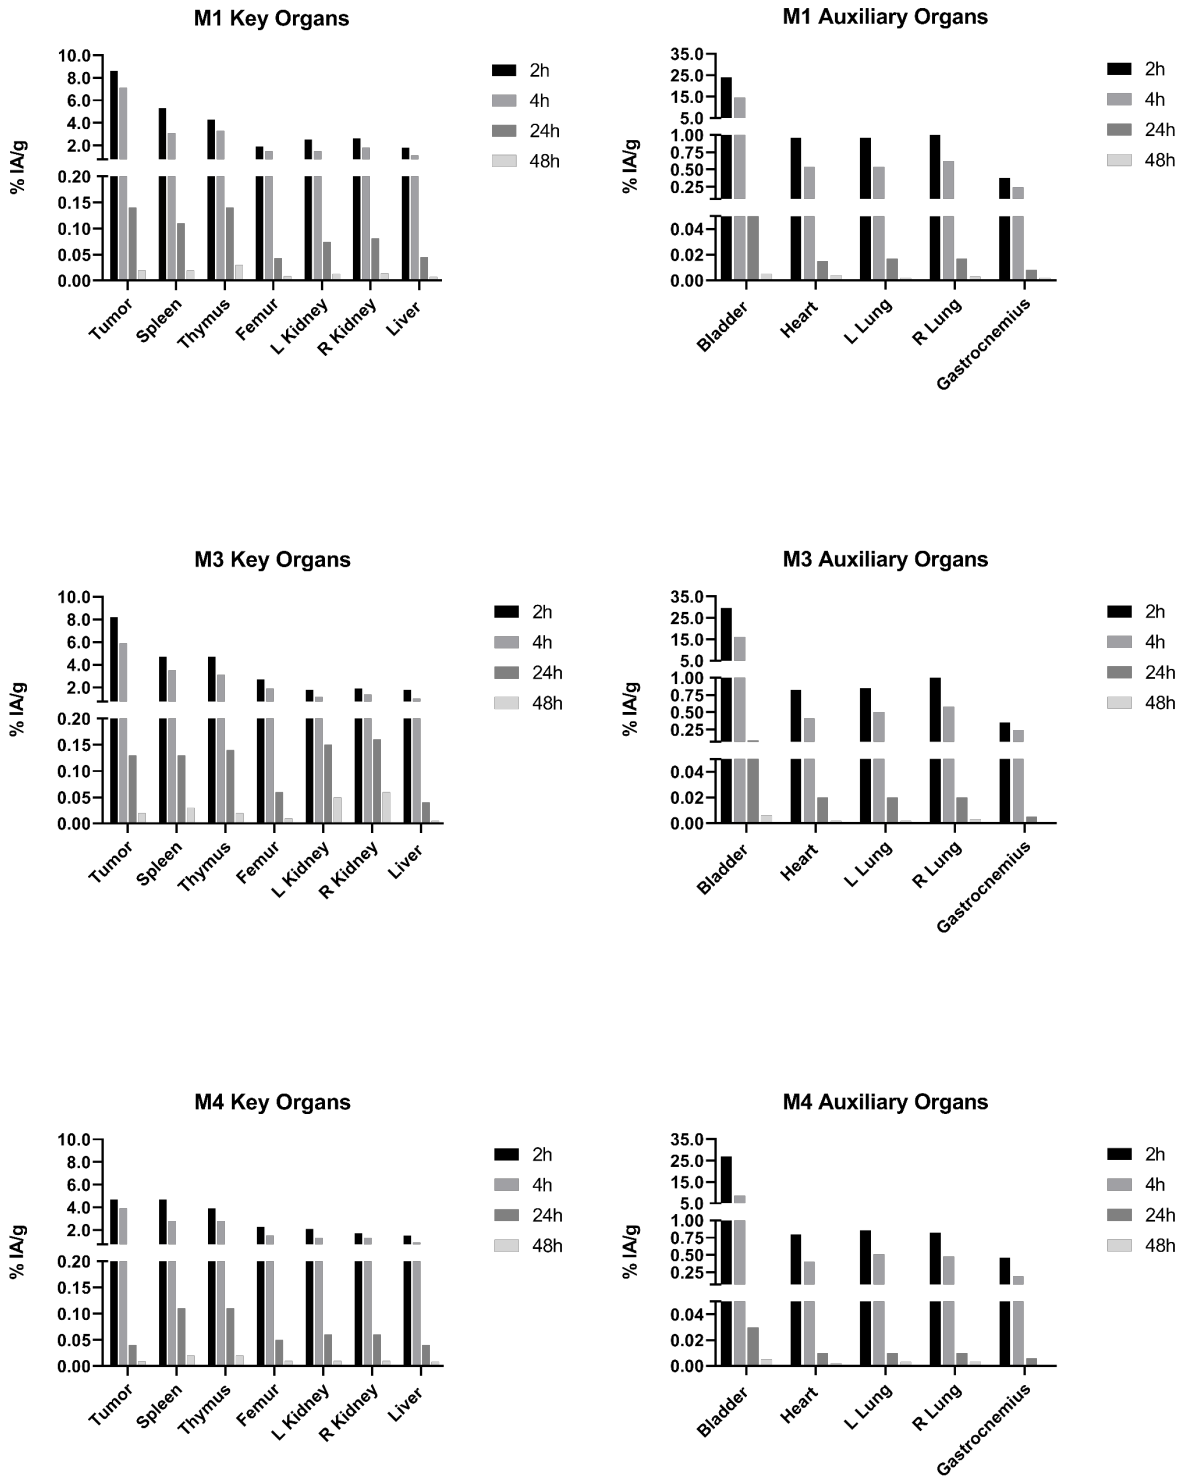 M1 Key Organs
% IA/g
10.0
8.0
6.0
4.0
2.0
0.20
0.15
0.10
0.05
0.00
Tumor
Spleen
Thymus
Femur
L Kidney
R Kidney
Liver
2h
4h
24h
48h
M1 Auxiliary Organs
% IA/g
35.0
25.0
15.0
5.0
1.00
0.75
0.50
0.25
0.04
0.02
0.00
Bladder
Heart
L Lung
R Lung
Gastrocnemius
2h
4h
24h
48h
M3 Key Organs
% IA/g
10.0
8.0
6.0
4.0
2.0
0.20
0.15
0.10
0.05
0.00
Tumor
Spleen
Thymus
Femur
L Kidney
R Kidney
Liver
2h
4h
24h
48h
M3 Auxiliary Organs
% IA/g
35.0
25.0
15.0
5.0
1.00
0.75
0.50
0.25
0.04
0.02
0.00
Bladder
Heart
L Lung
R Lung
Gastrocnemius
2h
4h
24h
48h
M4 Key Organs
% IA/g
10.0
8.0
6.0
4.0
2.0
0.20
0.15
0.10
0.05
0.00
Tumor
Spleen
Thymus
Femur
L Kidney
R Kidney
Liver
2h
4h
24h
48h
M4 Auxiliary Organs
% IA/g
35.0
25.0
15.0
5.0
1.00
0.75
0.50
0.25
0.04
0.02
0.00
Bladder
Heart
L Lung
R Lung
Gastrocnemius
2h
4h
24h
48h